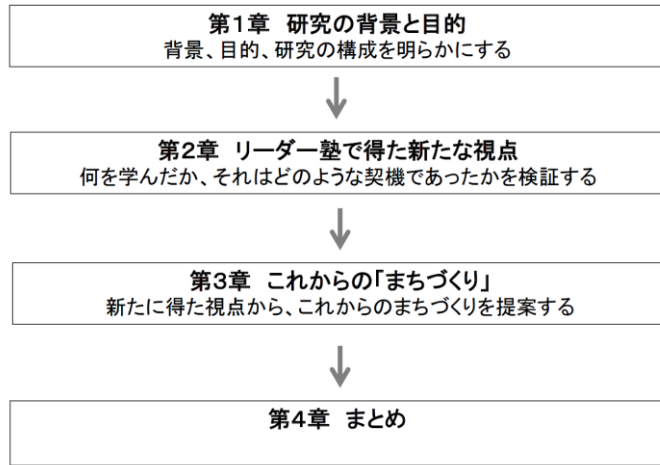 第1章 研究の背景と目的
背景、目的、研究の構成を明らかにする
第2章 リーダー塾で得た新たな視点
何を学んだか、それはどのような契機であったかを検証する
第3章 これからの「まちづくり」
新たに得た視点から、これからのまちづくりを提案する
第4章 まとめ